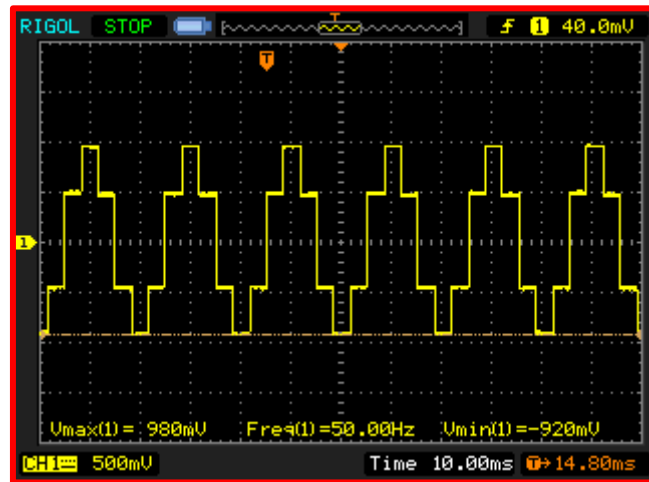 RIGOL STOP T f 1 40.0mV
T
1
Vmax(1)= 980mV Freq(1)=50.00Hz Vmin(1)=-920mV
CH1 500mV Time 10.00ms T→14.80ms